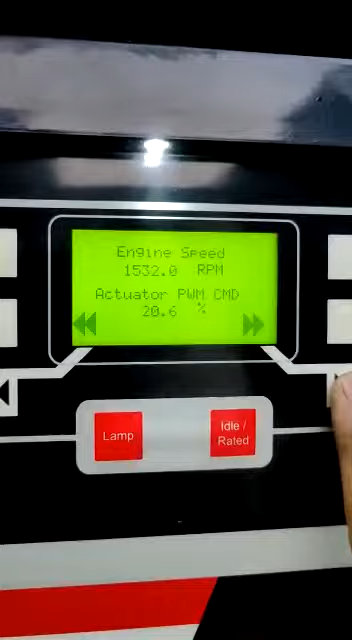 Engine Speed
1532.0 RPM
Actuator PWM CMD
20.6 %
Lamp
Idle /
Rated